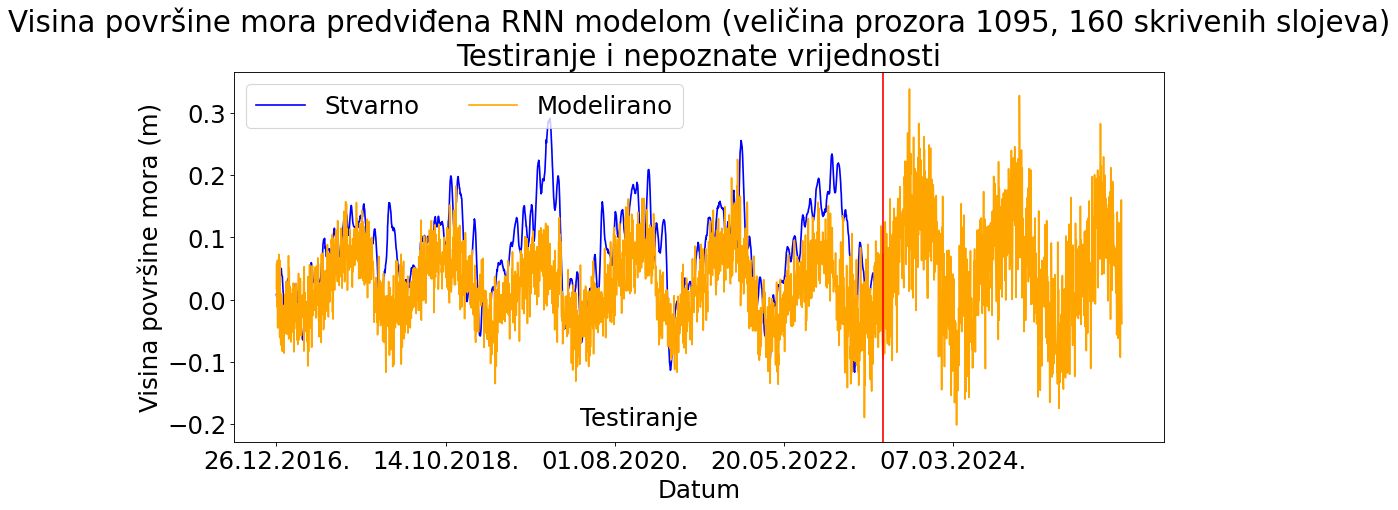 Visina površine mora predviđena RNN modelom (veličina prozora 1095, 160 skrivenih slojeva)
Testiranje i nepoznate vrijednosti
Stvarno
Modelirano
Visina površine mora (m)
0.3
0.2
0.1
0.0
−0.1
−0.2
Testiranje
26.12.2016.
14.10.2018.
01.08.2020.
20.05.2022.
07.03.2024.
Datum